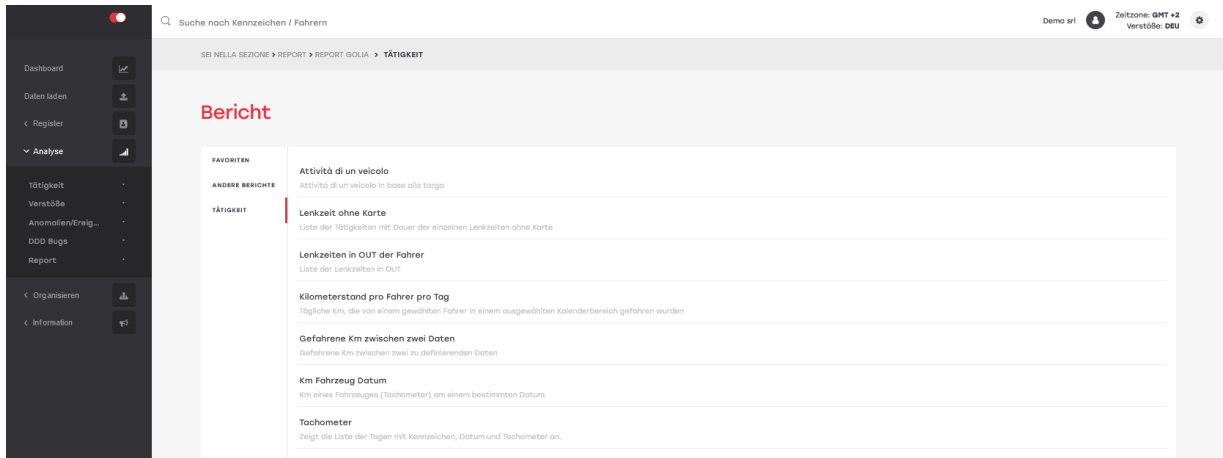 Suche nach Kennzeichen / Fahrern
Demo srl
Zeitzone: GMT +2
Verstöße: DEU
SEI NELLA SEZIONE > REPORT > REPORT GOLIA > TÄTIGKEIT
Dashboard
Daten laden
< Register
Analyse
Tätigkeit
Verstöße
Anomalien/Ereig...
DDD Bugs
Report
< Organisieren
< Information
Bericht
FAVORITEN
ANDERE BERICHTE
TÄTIGKEIT
Attività di un veicolo
Attività di un veicolo in base alla targa
Lenkzeit ohne Karte
Liste der Tätigkeiten mit Dauer der einzelnen Lenkzeiten ohne Karte
Lenkzeiten in OUT der Fahrer
Liste der Lenkzeiten in OUT
Kilometerstand pro Fahrer pro Tag
Tägliche Km, die von einem gewählten Fahrer in einem ausgewählten Kalenderbereich gefahren wurden
Gefahrene Km zwischen zwei Daten
Gefahrene Km zwischen zwei zu definierenden Daten
Km Fahrzeug Datum
Km eines Fahrzeuges (Tachometer) am einem bestimmten Datum
Tachometer
Zeigt die Liste der Tagen mit Kennzeichen, Datum und Tachometer an.